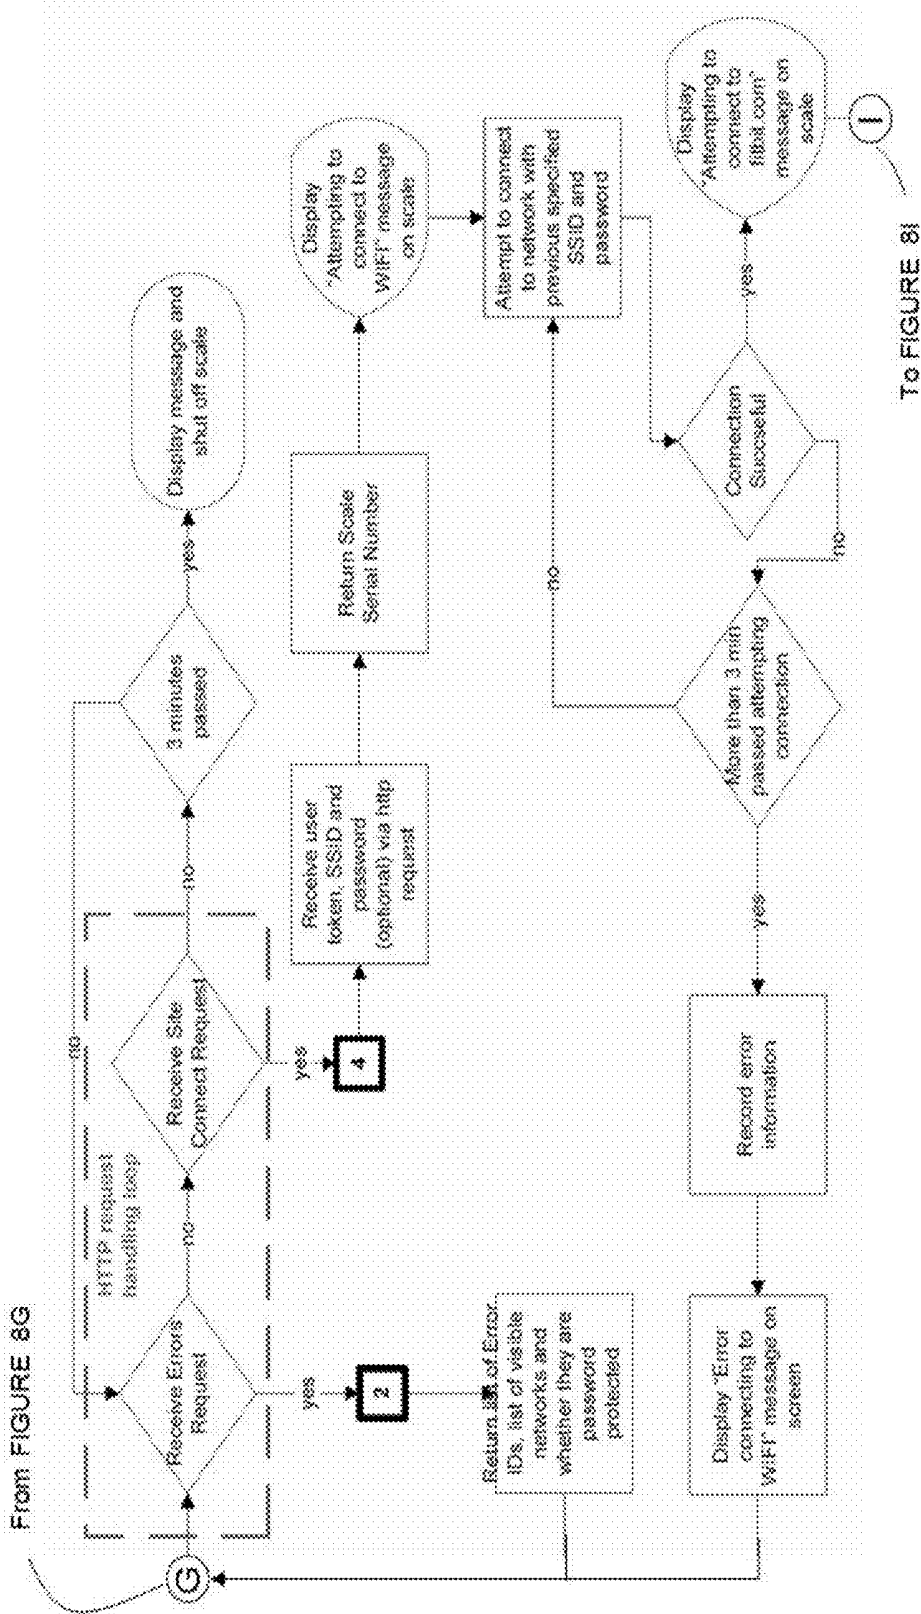 From FIGURE 8G
G
HTTP request
handling loop
Receive Errors
Request
no
Receive Site
Connect Request
no
3 minutes
passed
yes
Display message and
shut off scale
no
yes
2
Return list of Error
IDs, list of visible
networks and
whether they are
password
protected
yes
4
Receive user
token, SSID and
password
(optional) via http
request
Return Scale
Serial Number
Display
"Attempting to
connect to
WiFi" message
on scale
Attempt to connect
to network with
previous specified
SSID and
password
Connection
Succseful
yes
Display
"Attempting to
connect to
fitbit.com"
message on
scale
I
To FIGURE 8I
no
More than 3 min
passed attempting
connection
no
yes
Record error
information
Display "Error
connecting to
WiFi" message on
screen